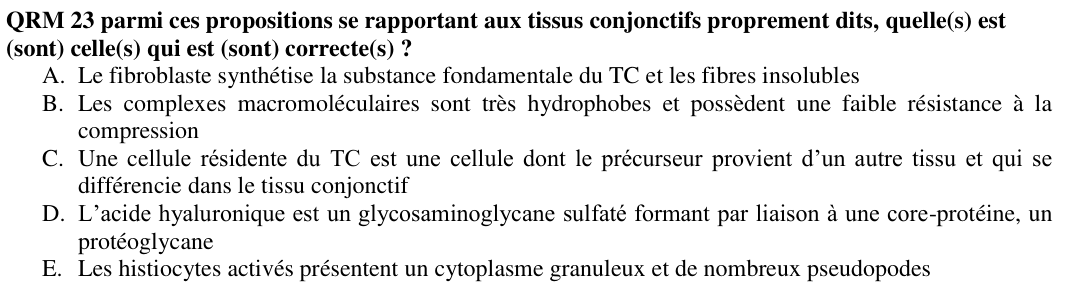 QRM 23 parmi ces propositions se rapportant aux tissus conjonctifs proprement dits, quelle(s) est
(sont) celle(s) qui est (sont) correcte(s) ?
A. Le fibroblaste synthétise la substance fondamentale du TC et les fibres insolubles
B. Les complexes macromoléculaires sont très hydrophobes et possèdent une faible résistance à la
compression
C. Une cellule résidente du TC est une cellule dont le précurseur provient d'un autre tissu et qui se
différencie dans le tissu conjonctif
D. L'acide hyaluronique est un glycosaminoglycane sulfaté formant par liaison à une core-protéine, un
protéoglycane
E. Les histiocytes activés présentent un cytoplasme granuleux et de nombreux pseudopodes